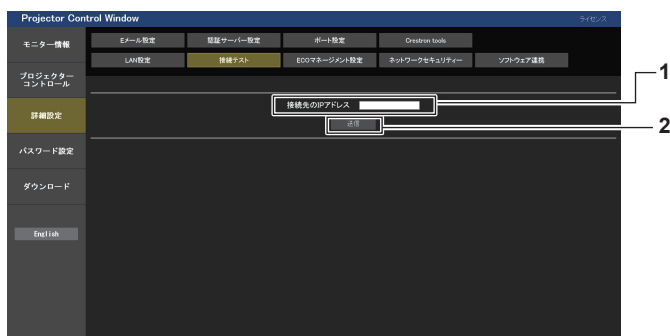 Projector Control Window
ライセンス
モニター情報
プロジェクター
コントロール
詳細設定
パスワード設定
ダウンロード
English
Eメール設定 認証サーバー設定 ポート設定 Crestron tools
LAN設定 接続テスト ECOマネージメント設定 ネットワークセキュリティー ソフトウェア連携
接続先のIPアドレス
送信
1
2